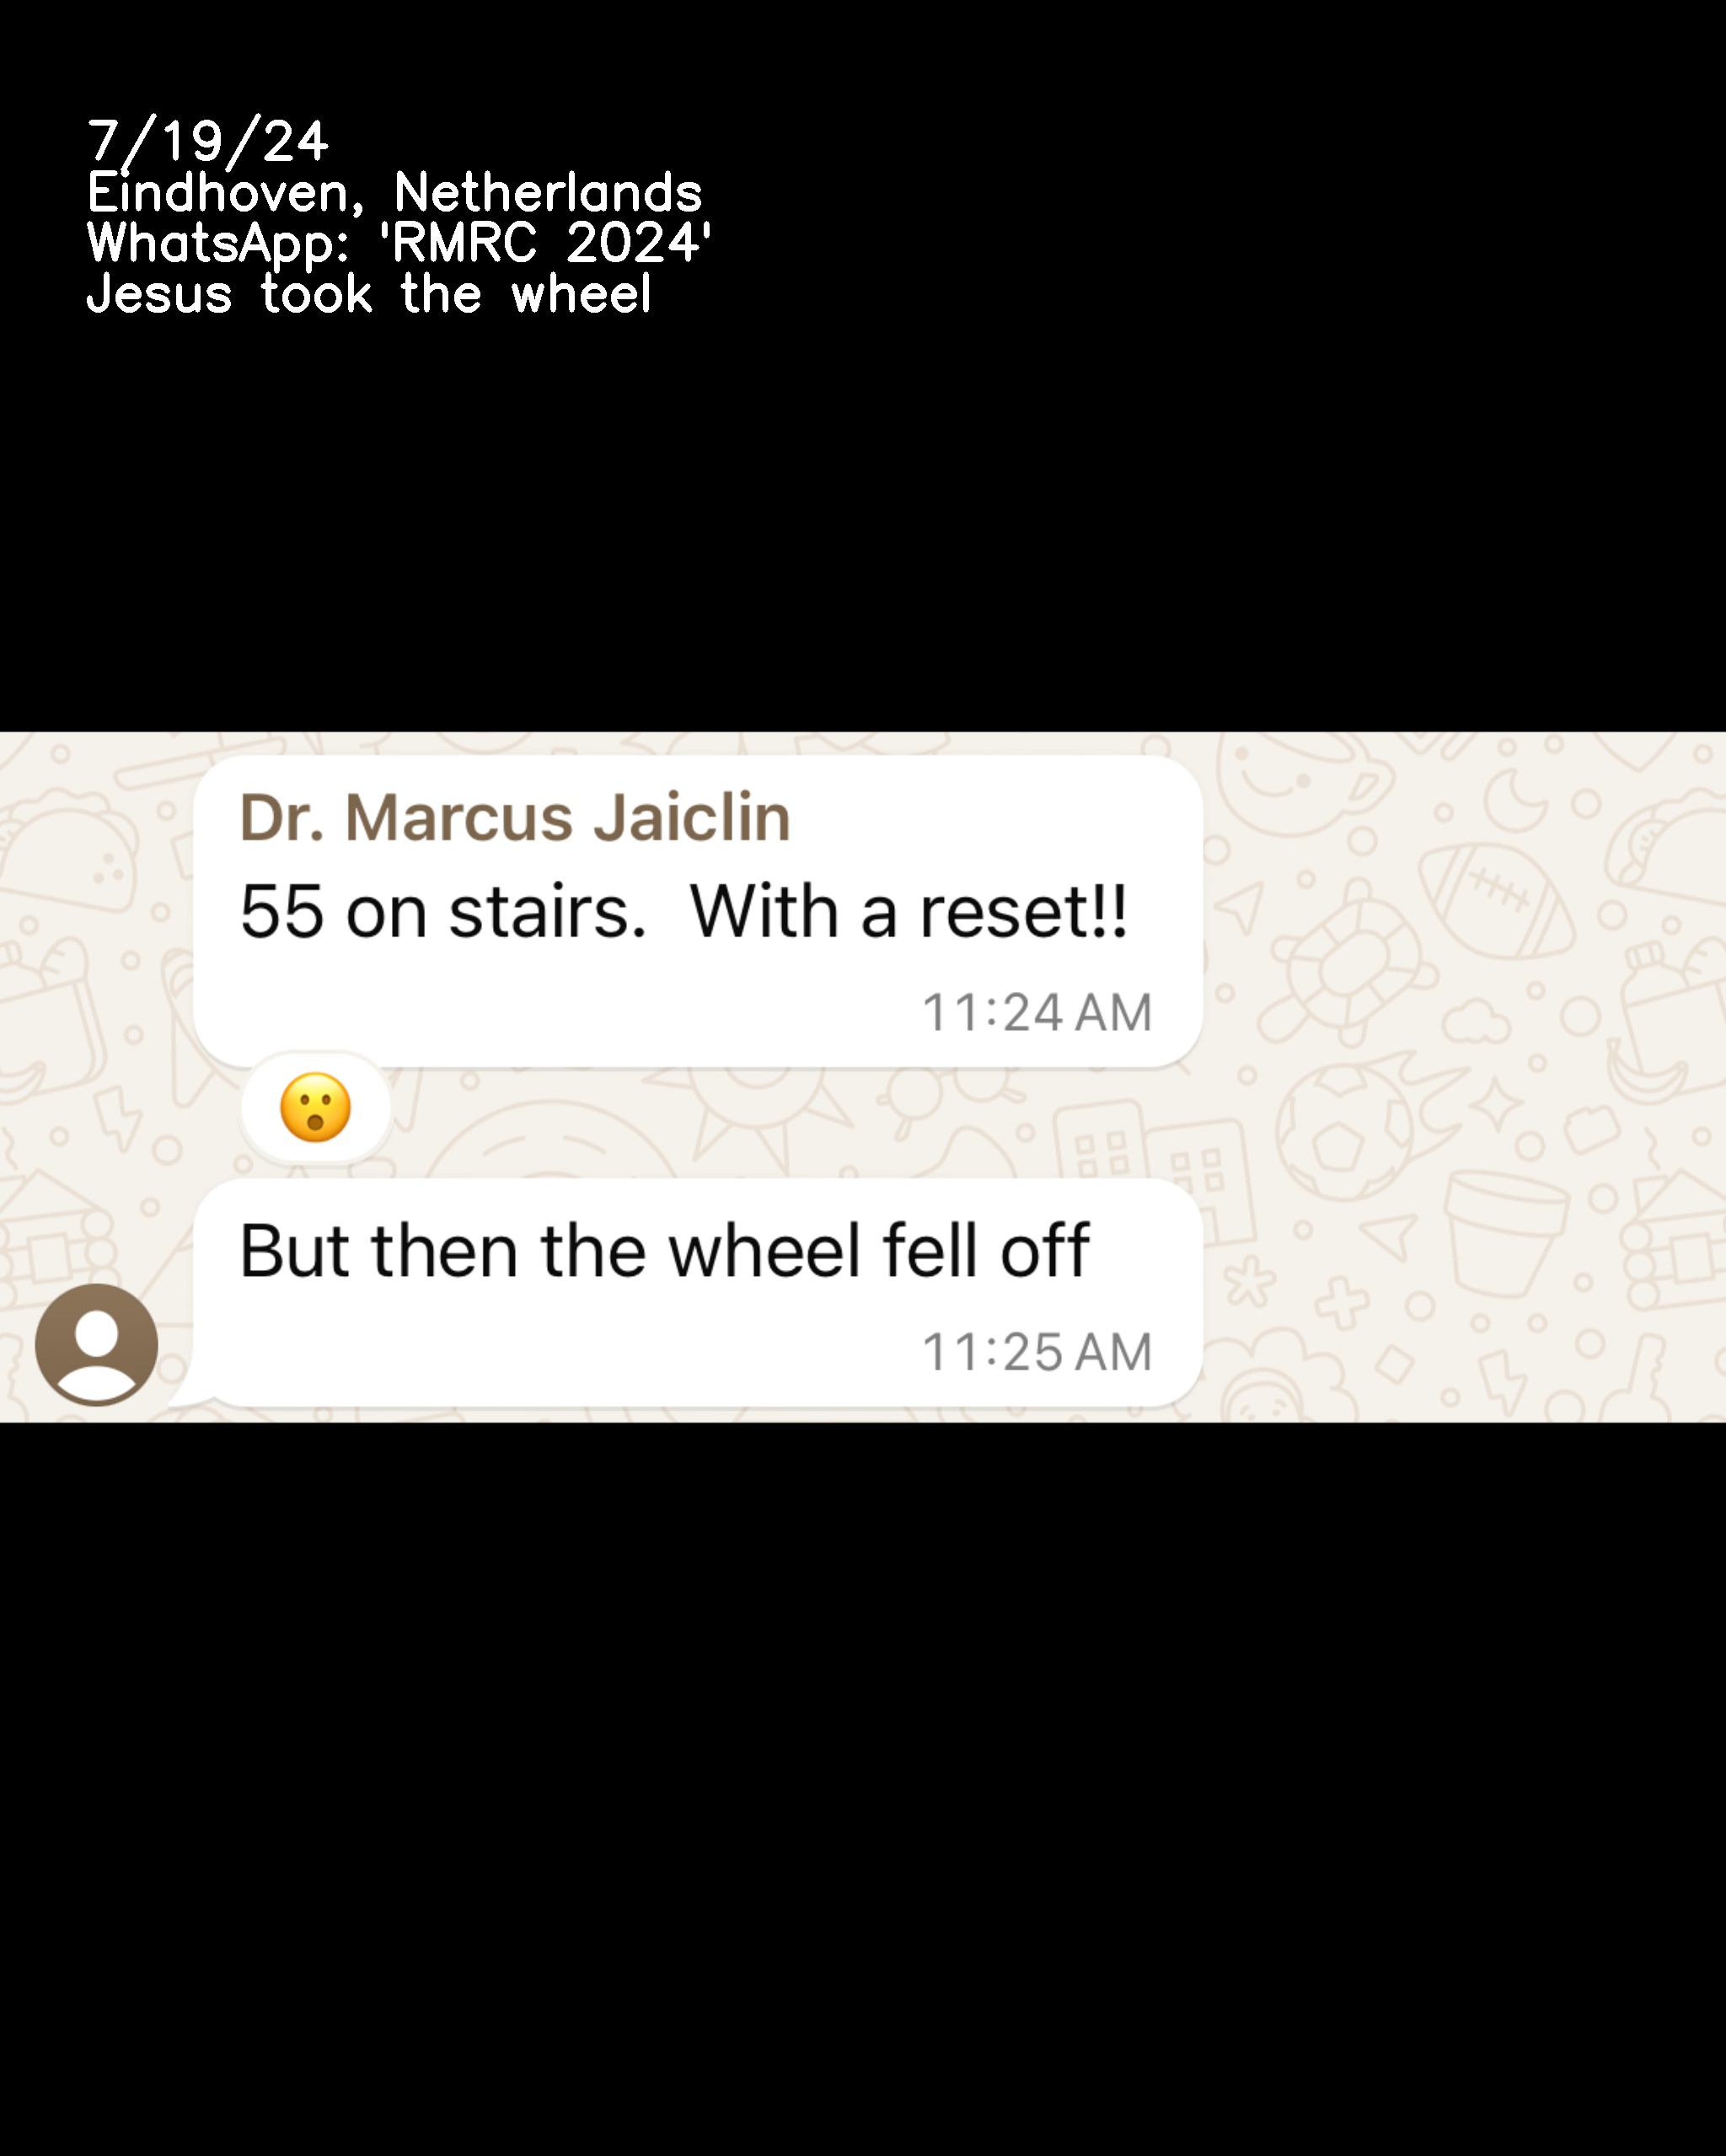 7/19/24
Eindhoven, Netherlands
WhatsApp: 'RMRC 2024'
Jesus took the wheel
Dr. Marcus Jaiclin
55 on stairs.  With a reset!!
11:24 AM
😮
But then the wheel fell off
11:25 AM